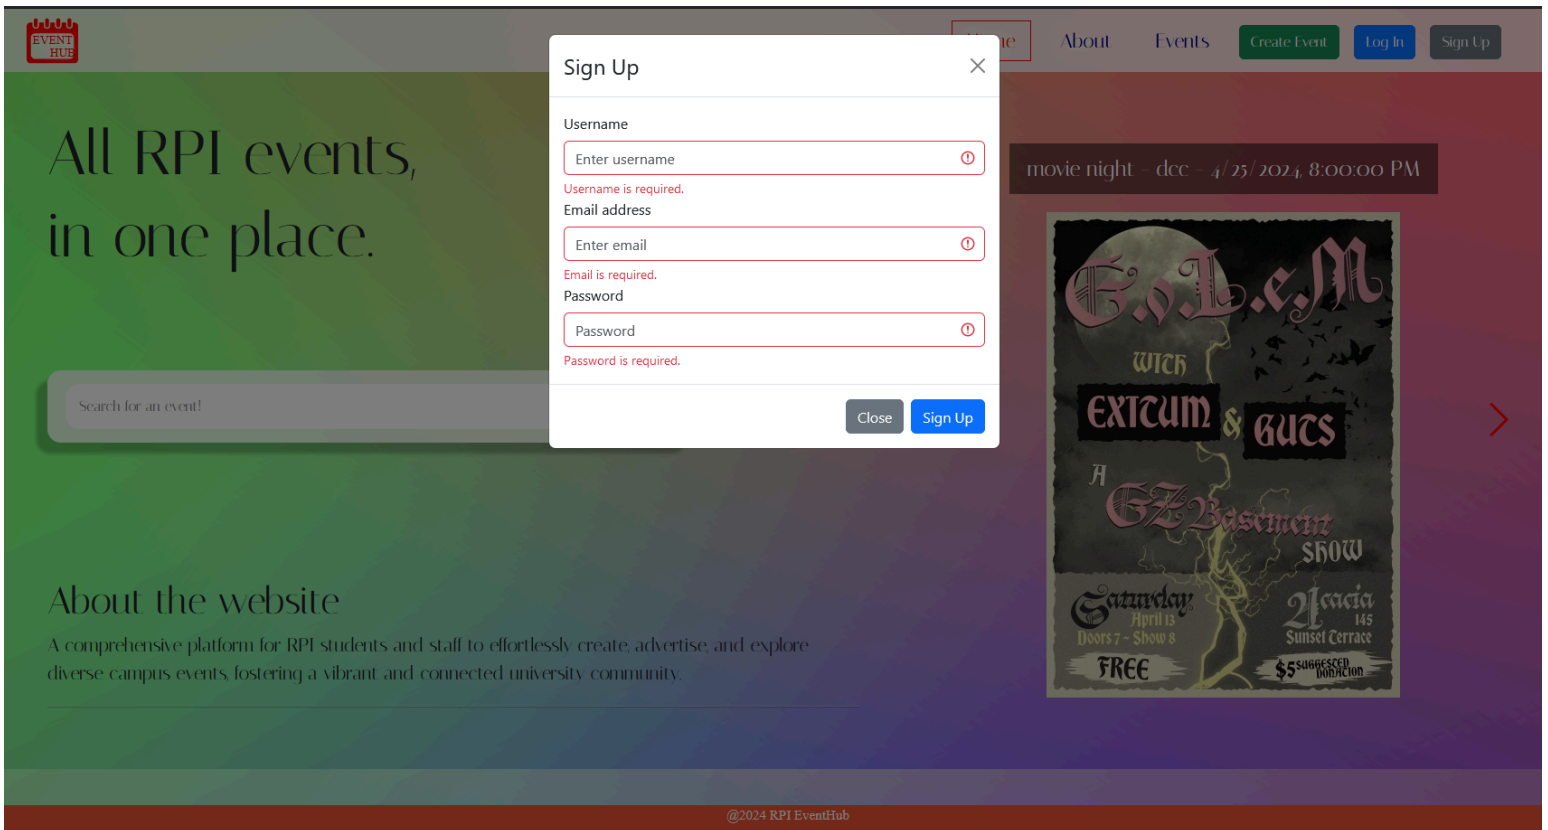 EVENT
HUB
About
Events
Create Event
Log In
Sign Up
Sign Up
Username
Enter username
Username is required.
Email address
Enter email
Email is required.
Password
Password
Password is required.
Close
Sign Up
All RPI events,
in one place.
Search for an event!
About the website
A comprehensive platform for RPI students and staff to effortlessly create, advertise, and explore
diverse campus events, fostering a vibrant and connected university community.
movie night - dcc - 4/25/2024, 8:00:00 PM
G.o.L.e.M
WITH
EXITUM & GUTS
A
GZ Basement
SHOW
Saturday,
April 13
Doors 7 ~ Show 8
FREE
Acacia
145
Sunset Terrace
$5 SUGGESTED
DONATION
@2024 RPI EventHub